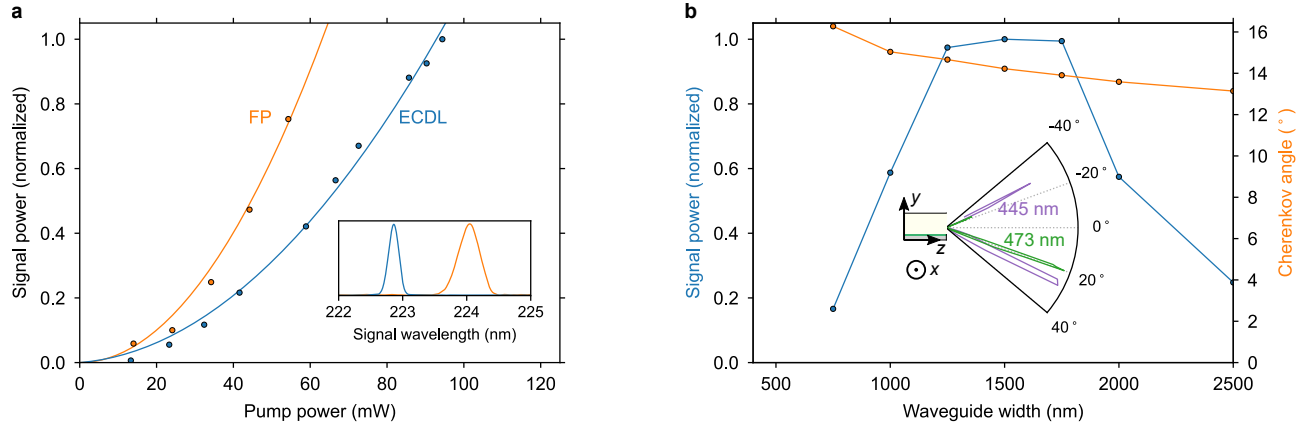 a
Signal power (normalized)
1.0
0.8
0.6
0.4
0.2
0.0
FP
ECDL
222 223 224 225
Signal wavelength (nm)
0 20 40 60 80 100 120
Pump power (mW)
b
Signal power (normalized)
1.0
0.8
0.6
0.4
0.2
0.0
-40°
-20°
0°
20°
40°
445 nm
473 nm
y
z
x
16
14
12
10
8
6
4
2
0
Cherenkov angle (°)
500 1000 1500 2000 2500
Waveguide width (nm)